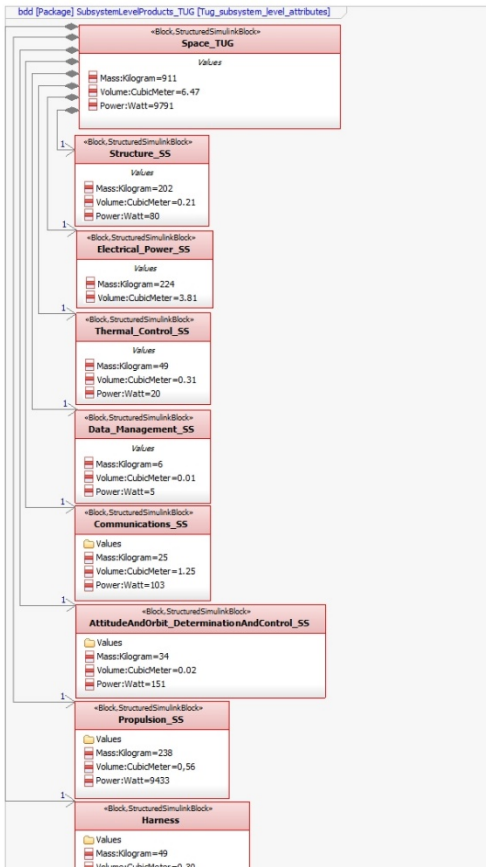 bdd [Package] SubsystemLevelProducts_TUG [Tug_subsystem_level_attributes]
«Block,StructuredSimulinkBlock»
Space_TUG
Values
Mass:Kilogram=911
Volume:CubicMeter=6.47
Power:Watt=9791
1
«Block,StructuredSimulinkBlock»
Structure_SS
Values
Mass:Kilogram=202
Volume:CubicMeter=0.21
Power:Watt=80
1
«Block,StructuredSimulinkBlock»
Electrical_Power_SS
Values
Mass:Kilogram=224
Volume:CubicMeter=3.81
1
«Block,StructuredSimulinkBlock»
Thermal_Control_SS
Values
Mass:Kilogram=49
Volume:CubicMeter=0.31
Power:Watt=20
1
«Block,StructuredSimulinkBlock»
Data_Management_SS
Values
Mass:Kilogram=6
Volume:CubicMeter=0.01
Power:Watt=5
1
«Block,StructuredSimulinkBlock»
Communications_SS
Values
Mass:Kilogram=25
Volume:CubicMeter=1.25
Power:Watt=103
1
«Block,StructuredSimulinkBlock»
AttitudeAndOrbit_DeterminationAndControl_SS
Values
Mass:Kilogram=34
Volume:CubicMeter=0.02
Power:Watt=151
1
«Block,StructuredSimulinkBlock»
Propulsion_SS
Values
Mass:Kilogram=238
Volume:CubicMeter=0,56
Power:Watt=9433
1
«Block,StructuredSimulinkBlock»
Harness
Values
Mass:Kilogram=49
Volume:CubicMeter=0.30